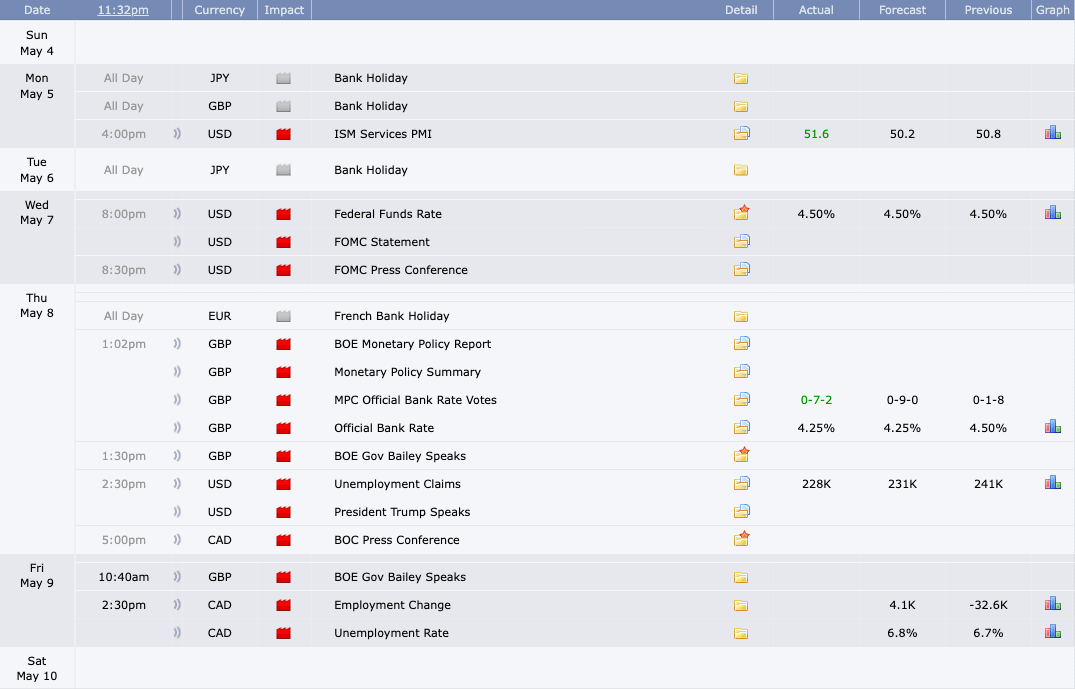 Date 11:32pm Currency Impact Detail Actual Forecast Previous Graph
Sun
May 4
Mon
May 5
All Day JPY Bank Holiday
All Day GBP Bank Holiday
4:00pm USD ISM Services PMI 51.6 50.2 50.8
Tue
May 6
All Day JPY Bank Holiday
Wed
May 7
8:00pm USD Federal Funds Rate 4.50% 4.50% 4.50%
USD FOMC Statement
8:30pm USD FOMC Press Conference
Thu
May 8
All Day EUR French Bank Holiday
1:02pm GBP BOE Monetary Policy Report
GBP Monetary Policy Summary
GBP MPC Official Bank Rate Votes 0-7-2 0-9-0 0-1-8
GBP Official Bank Rate 4.25% 4.25% 4.50%
1:30pm GBP BOE Gov Bailey Speaks
2:30pm USD Unemployment Claims 228K 231K 241K
USD President Trump Speaks
5:00pm CAD BOC Press Conference
Fri
May 9
10:40am GBP BOE Gov Bailey Speaks
2:30pm CAD Employment Change 4.1K -32.6K
CAD Unemployment Rate 6.8% 6.7%
Sat
May 10